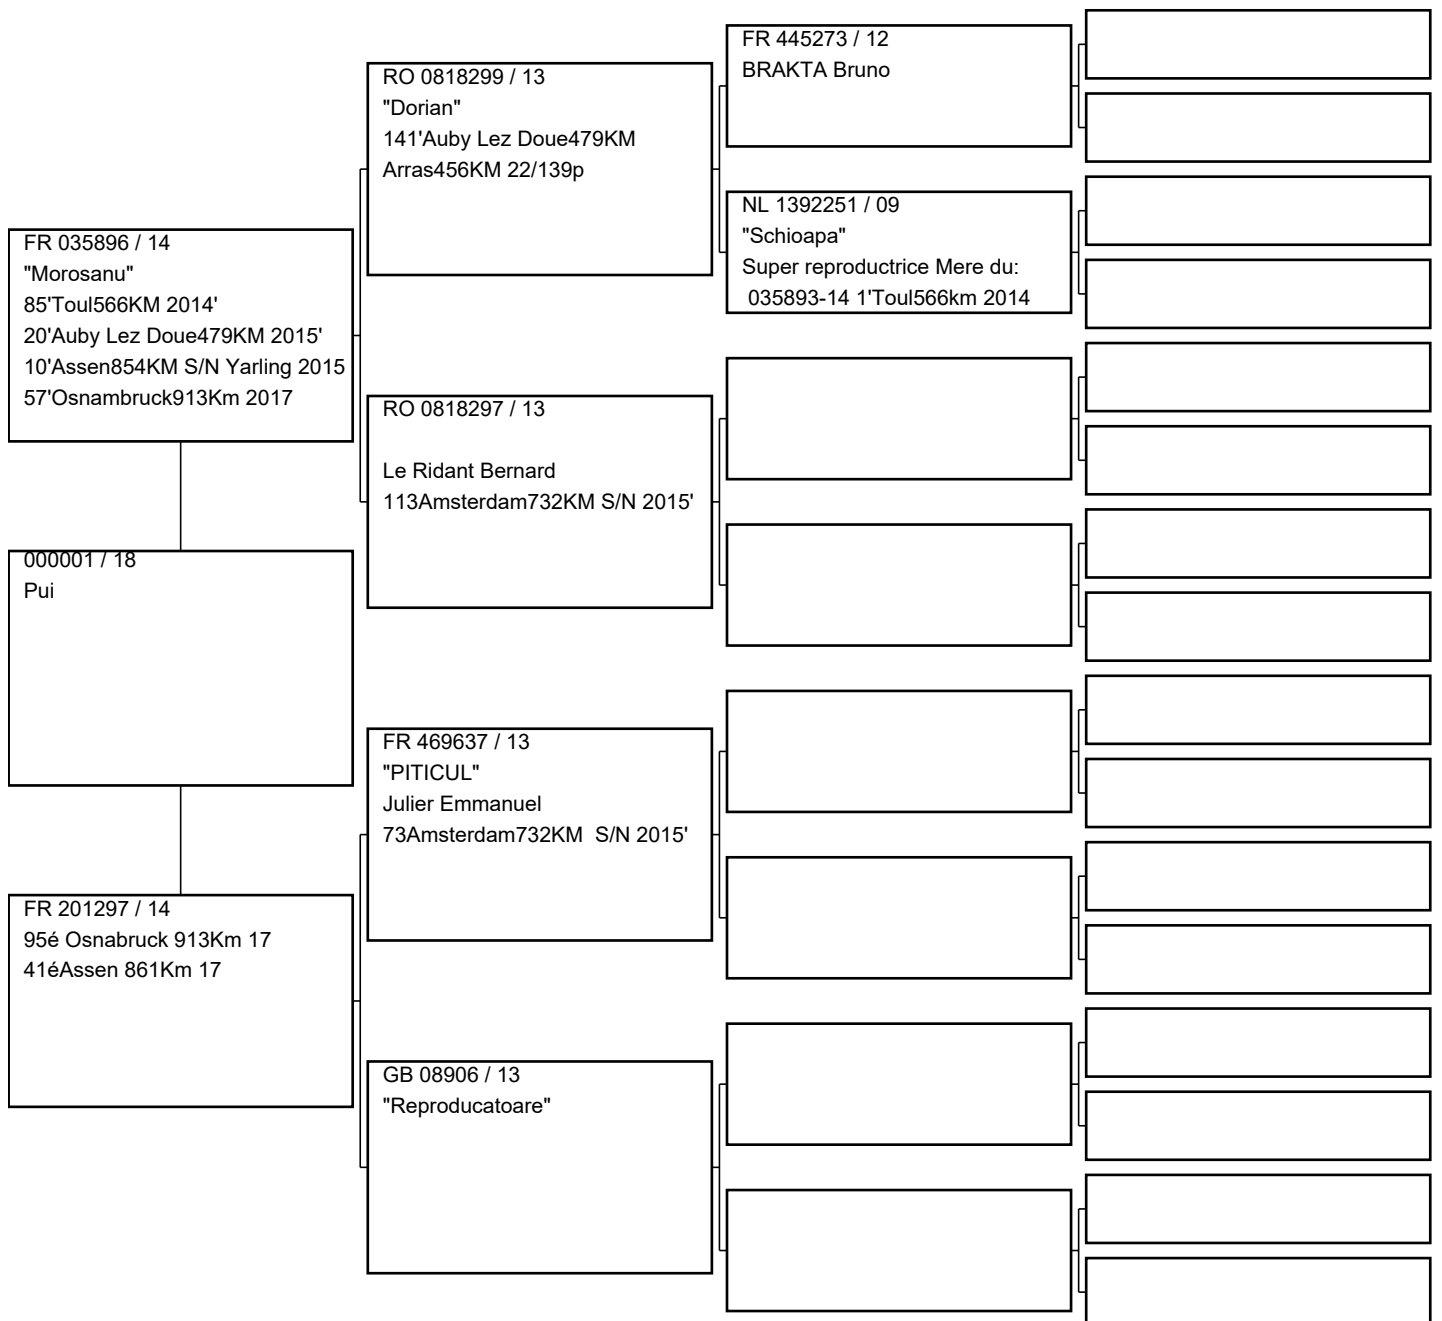 FR 035896 / 14
"Morosanu"
85'Toul566KM 2014'
20'Auby Lez Doue479KM 2015'
10'Assen854KM S/N Yarling 2015
57'Osnambruck913Km 2017
000001 / 18
Pui
FR 201297 / 14
95é Osnabruck 913Km 17
41éAssen 861Km 17
RO 0818299 / 13
"Dorian"
141'Auby Lez Doue479KM
Arras456KM 22/139p
RO 0818297 / 13
Le Ridant Bernard
113Amsterdam732KM S/N 2015'
FR 469637 / 13
"PITICUL"
Julier Emmanuel
73Amsterdam732KM  S/N 2015'
GB 08906 / 13
"Reproducatoare"
FR 445273 / 12
BRAKTA Bruno
NL 1392251 / 09
"Schioapa"
Super reproductrice Mere du:
035893-14 1'Toul566km 2014